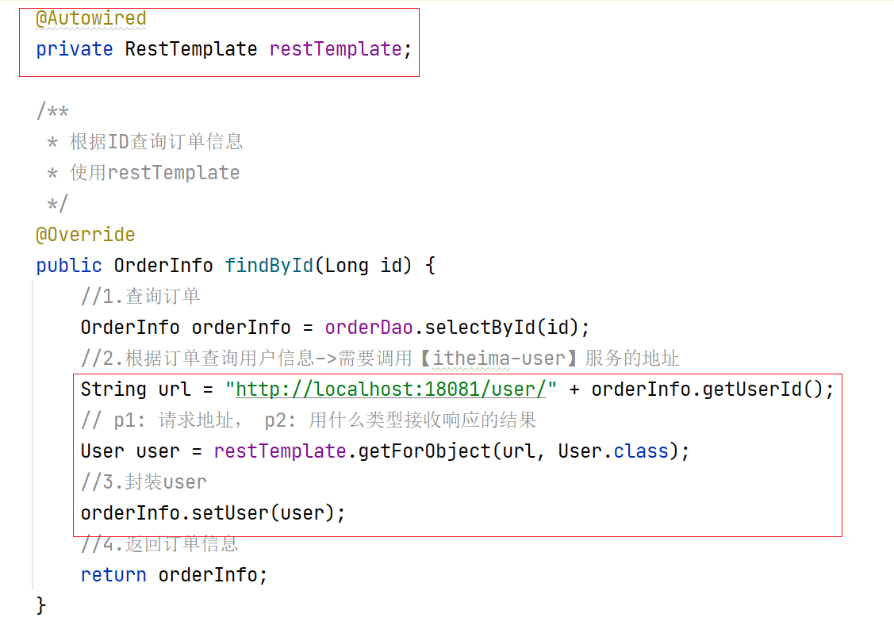 @Autowired
private RestTemplate restTemplate;
/**
* 根据ID查询订单信息
* 使用restTemplate
*/
@Override
public OrderInfo findById(Long id) {
//1.查询订单
OrderInfo orderInfo = orderDao.selectById(id);
//2.根据订单查询用户信息->需要调用【itheima-user】服务的地址
String url = "http://localhost:18081/user/" + orderInfo.getUserId();
// p1: 请求地址， p2: 用什么类型接收响应的结果
User user = restTemplate.getForObject(url, User.class);
//3.封装user
orderInfo.setUser(user);
//4.返回订单信息
return orderInfo;
}